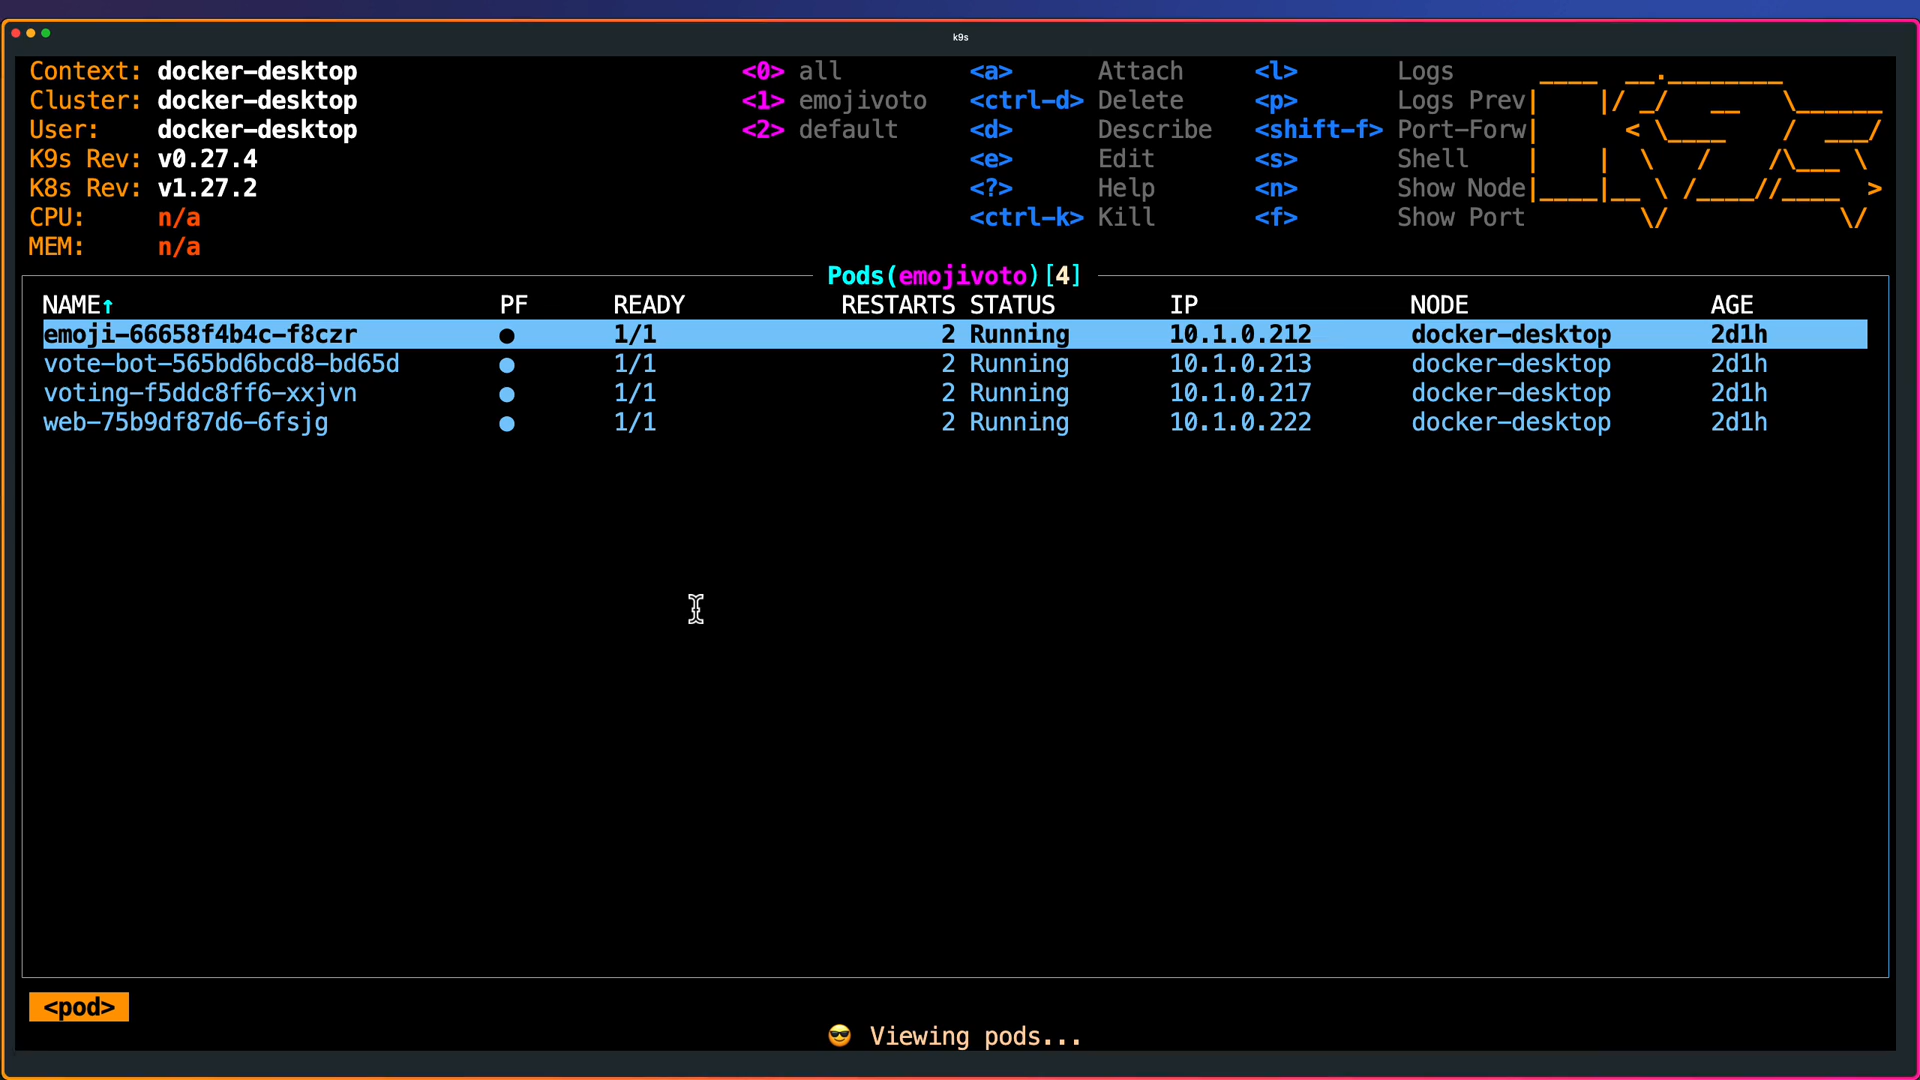 k9s
Context: docker-desktop <0> all <a> Attach <l> Logs
Cluster: docker-desktop <1> emojivoto <ctrl-d> Delete <p> Logs Prev
User: docker-desktop <2> default <d> Describe <shift-f> Port-Forw
K9s Rev: v0.27.4 <e> Edit <s> Shell
K8s Rev: v1.27.2 <?> Help <n> Show Node
CPU: n/a <ctrl-k> Kill <f> Show Port
MEM: n/a
Pods(emojivoto)[4]
NAME↑ PF READY RESTARTS STATUS IP NODE AGE
emoji-66658f4b4c-f8czr ● 1/1 2 Running 10.1.0.212 docker-desktop 2d1h
vote-bot-565bd6bcd8-bd65d ● 1/1 2 Running 10.1.0.213 docker-desktop 2d1h
voting-f5ddc8ff6-xxjvn ● 1/1 2 Running 10.1.0.217 docker-desktop 2d1h
web-75b9df87d6-6fsjg ● 1/1 2 Running 10.1.0.222 docker-desktop 2d1h
<pod>
😎 Viewing pods...